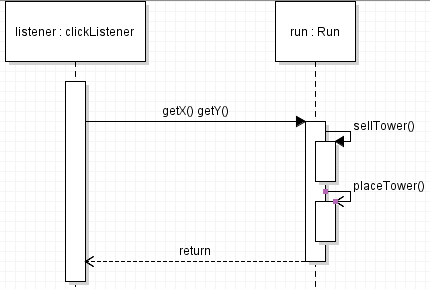 listener : clickListener
run : Run
getX() getY()
sellTower()
placeTower()
return